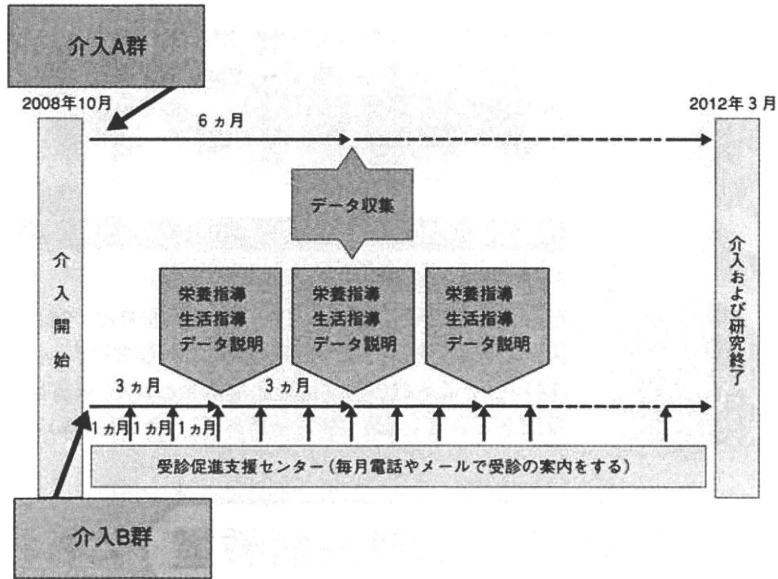 介入A群
2008年10月
2012年3月
6ヵ月
データ収集
介入開始
介入および研究終了
栄養指導
生活指導
データ説明
栄養指導
生活指導
データ説明
栄養指導
生活指導
データ説明
3ヵ月
3ヵ月
1ヵ月
1ヵ月
1ヵ月
受診促進支援センター(毎月電話やメールで受診の案内をする)
介入B群